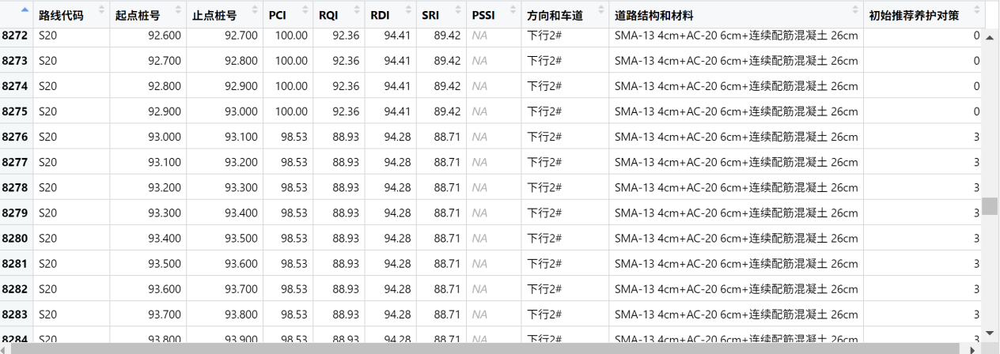 路线代码 起点桩号 止点桩号 PCI RQI RDI SRI PSSI 方向和车道 道路结构和材料 初始推荐养护对策
8272 S20 92.600 92.700 100.00 92.36 94.41 89.42 NA 下行2# SMA-13 4cm+AC-20 6cm+连续配筋混凝土 26cm 0
8273 S20 92.700 92.800 100.00 92.36 94.41 89.42 NA 下行2# SMA-13 4cm+AC-20 6cm+连续配筋混凝土 26cm 0
8274 S20 92.800 92.900 100.00 92.36 94.41 89.42 NA 下行2# SMA-13 4cm+AC-20 6cm+连续配筋混凝土 26cm 0
8275 S20 92.900 93.000 100.00 92.36 94.41 89.42 NA 下行2# SMA-13 4cm+AC-20 6cm+连续配筋混凝土 26cm 0
8276 S20 93.000 93.100 98.53 88.93 94.28 88.71 NA 下行2# SMA-13 4cm+AC-20 6cm+连续配筋混凝土 26cm 3
8277 S20 93.100 93.200 98.53 88.93 94.28 88.71 NA 下行2# SMA-13 4cm+AC-20 6cm+连续配筋混凝土 26cm 3
8278 S20 93.200 93.300 98.53 88.93 94.28 88.71 NA 下行2# SMA-13 4cm+AC-20 6cm+连续配筋混凝土 26cm 3
8279 S20 93.300 93.400 98.53 88.93 94.28 88.71 NA 下行2# SMA-13 4cm+AC-20 6cm+连续配筋混凝土 26cm 3
8280 S20 93.400 93.500 98.53 88.93 94.28 88.71 NA 下行2# SMA-13 4cm+AC-20 6cm+连续配筋混凝土 26cm 3
8281 S20 93.500 93.600 98.53 88.93 94.28 88.71 NA 下行2# SMA-13 4cm+AC-20 6cm+连续配筋混凝土 26cm 3
8282 S20 93.600 93.700 98.53 88.93 94.28 88.71 NA 下行2# SMA-13 4cm+AC-20 6cm+连续配筋混凝土 26cm 3
8283 S20 93.700 93.800 98.53 88.93 94.28 88.71 NA 下行2# SMA-13 4cm+AC-20 6cm+连续配筋混凝土 26cm 3
8284 S20 93.800 93.900 98.53 88.93 94.28 88.71 NA 下行2# SMA-13 4cm+AC-20 6cm+连续配筋混凝土 26cm 3